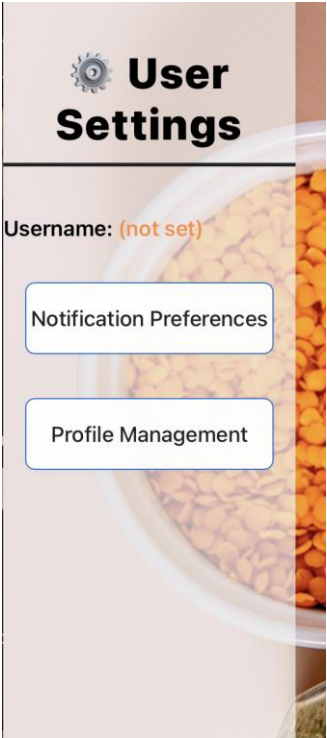 ⚙️ User
Settings
Username: (not set)
Notification Preferences
Profile Management